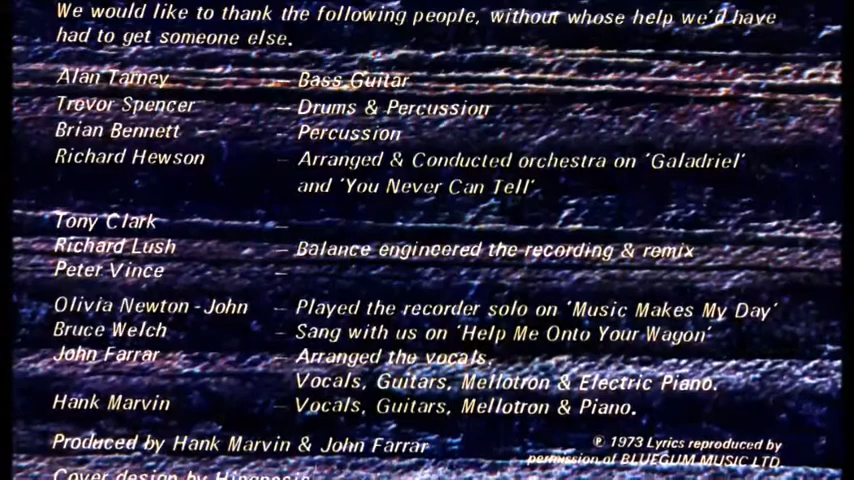 We would like to thank the following people, without whose help we'd have
had to get someone else.
Alan Tarney – Bass Guitar
Trevor Spencer – Drums & Percussion
Brian Bennett – Percussion
Richard Hewson – Arranged & Conducted orchestra on 'Galadriel'
and 'You Never Can Tell'
Tony Clark –
Richard Lush – Balance engineered the recording & remix
Peter Vince –
Olivia Newton - John – Played the recorder solo on 'Music Makes My Day'
Bruce Welch – Sang with us on 'Help Me Onto Your Wagon'
John Farrar – Arranged the vocals.
Vocals, Guitars, Mellotron & Electric Piano.
Hank Marvin – Vocals, Guitars, Mellotron & Piano.
Produced by Hank Marvin & John Farrar
℗ 1973 Lyrics reproduced by
permission of BLUEGUM MUSIC LTD.
Cover design by Hipgnosis